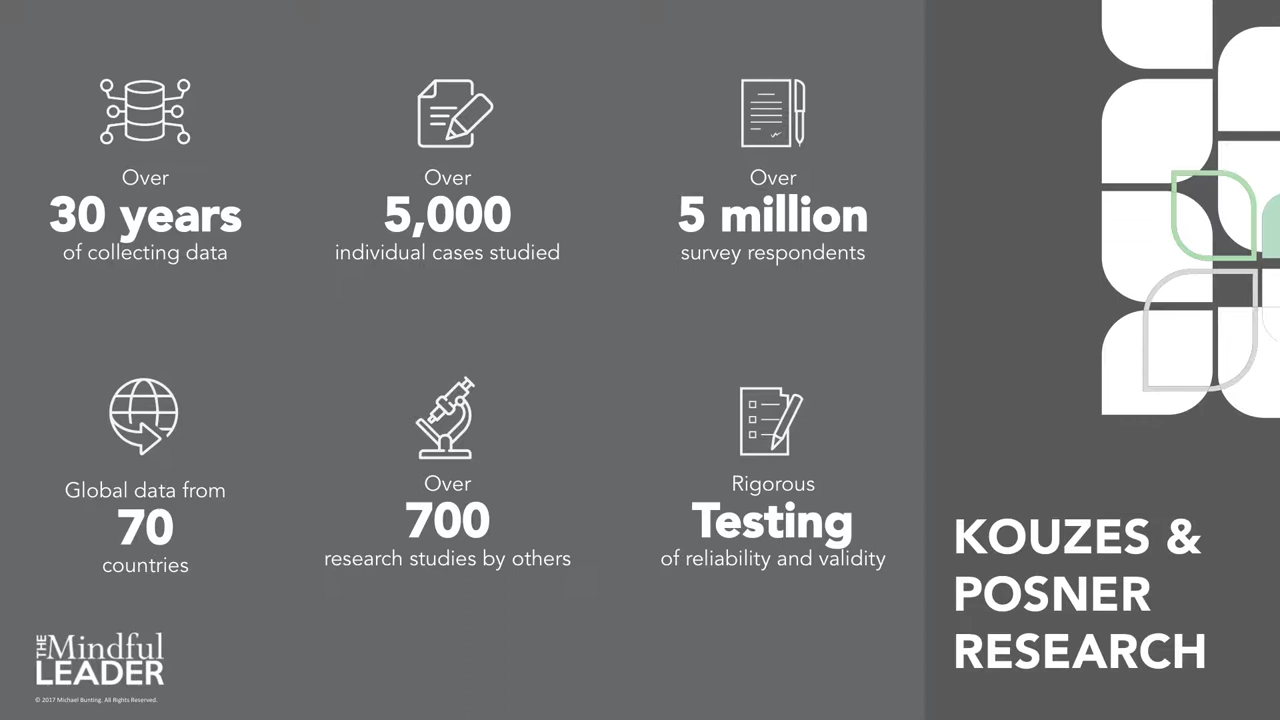 Over
30 years
of collecting data
Over
5,000
individual cases studied
Over
5 million
survey respondents
Global data from
70
countries
Over
700
research studies by others
Rigorous
Testing
of reliability and validity
KOUZES &
POSNER
RESEARCH
THE Mindful
LEADER
© 2017 Michael Bunting. All Rights Reserved.